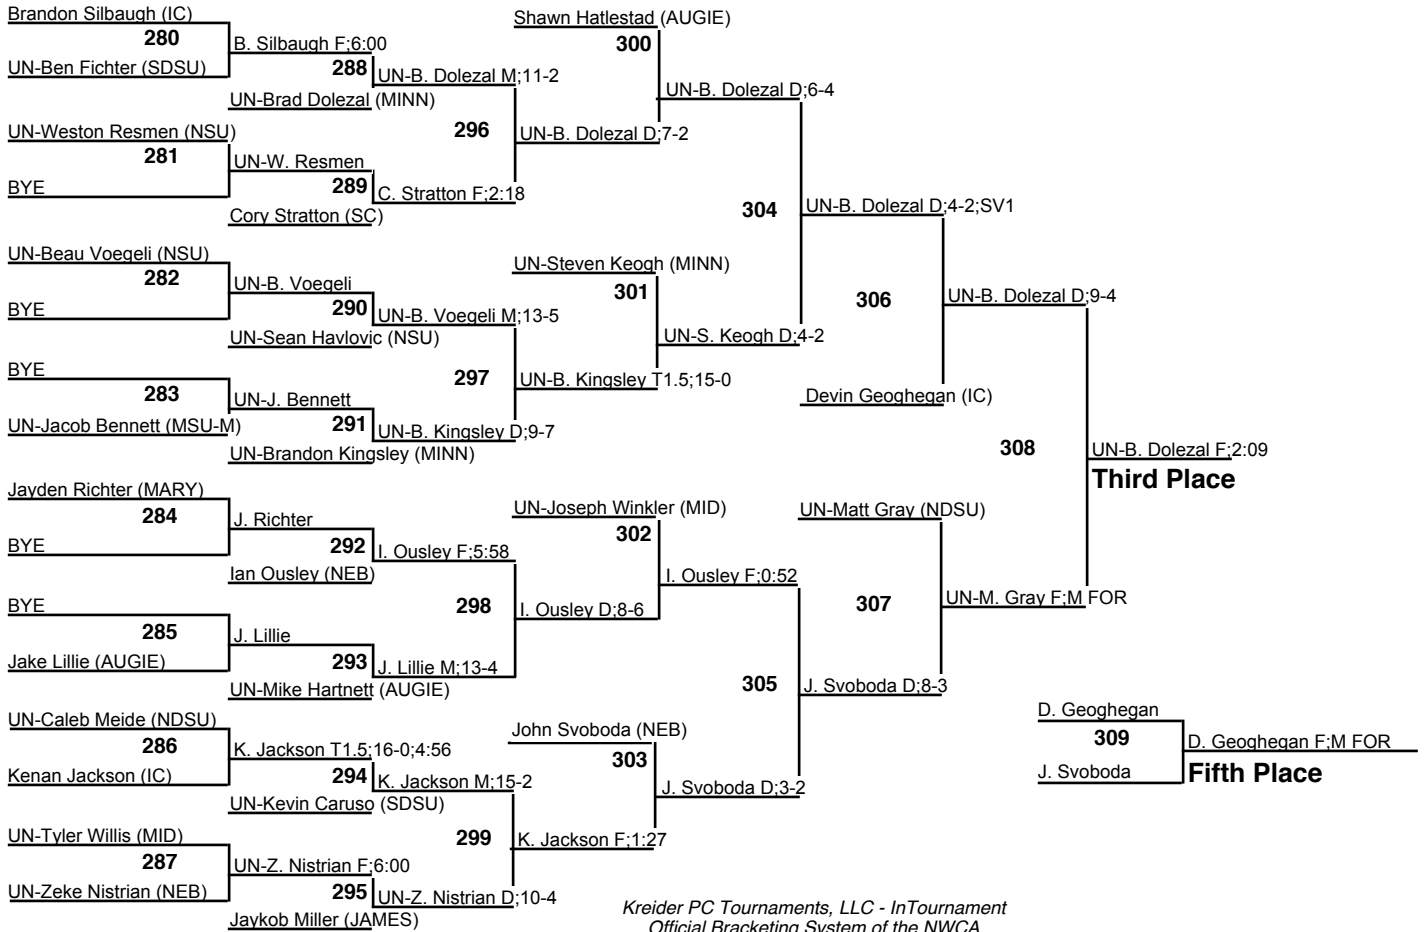 Brandon Silbaugh (IC)
280
UN-Ben Fichter (SDSU)
UN-Weston Resmen (NSU)
281
BYE
UN-Beau Voegeli (NSU)
282
BYE
BYE
283
UN-Jacob Bennett (MSU-M)
Jayden Richter (MARY)
284
BYE
BYE
285
Jake Lillie (AUGIE)
UN-Caleb Meide (NDSU)
286
Kenan Jackson (IC)
UN-Tyler Willis (MID)
287
UN-Zeke Nistrian (NEB)
B. Silbaugh F;6:00
288
UN-Brad Dolezal (MINN)
UN-W. Resmen
289
Cory Stratton (SC)
UN-B. Voegeli
290
UN-Sean Havlovic (NSU)
UN-J. Bennett
291
UN-Brandon Kingsley (MINN)
J. Richter
292
Ian Ousley (NEB)
J. Lillie
293
UN-Mike Hartnett (AUGIE)
K. Jackson T1.5;16-0;4:56
294
UN-Kevin Caruso (SDSU)
UN-Z. Nistrian F;6:00
295
Jaykob Miller (JAMES)
UN-B. Dolezal M;11-2
296
C. Stratton F;2:18
UN-B. Voegeli M;13-5
297
UN-B. Kingsley D;9-7
I. Ousley F;5:58
298
J. Lillie M;13-4
K. Jackson M;15-2
299
UN-Z. Nistrian D;10-4
Shawn Hatlestad (AUGIE)
300
UN-B. Dolezal D;7-2
UN-Steven Keogh (MINN)
301
UN-B. Kingsley T1.5;15-0
UN-Joseph Winkler (MID)
302
I. Ousley D;8-6
John Svoboda (NEB)
303
K. Jackson F;1:27
UN-B. Dolezal D;6-4
304
UN-S. Keogh D;4-2
I. Ousley F;0:52
305
J. Svoboda D;3-2
UN-B. Dolezal D;4-2;SV1
306
Devin Geoghegan (IC)
UN-Matt Gray (NDSU)
307
J. Svoboda D;8-3
UN-B. Dolezal D;9-4
308
UN-M. Gray F;M FOR
UN-B. Dolezal F;2:09
Third Place
D. Geoghegan
309
J. Svoboda
D. Geoghegan F;M FOR
Fifth Place
Kreider PC Tournaments, LLC - InTournament
Official Bracketing System of the NWCA